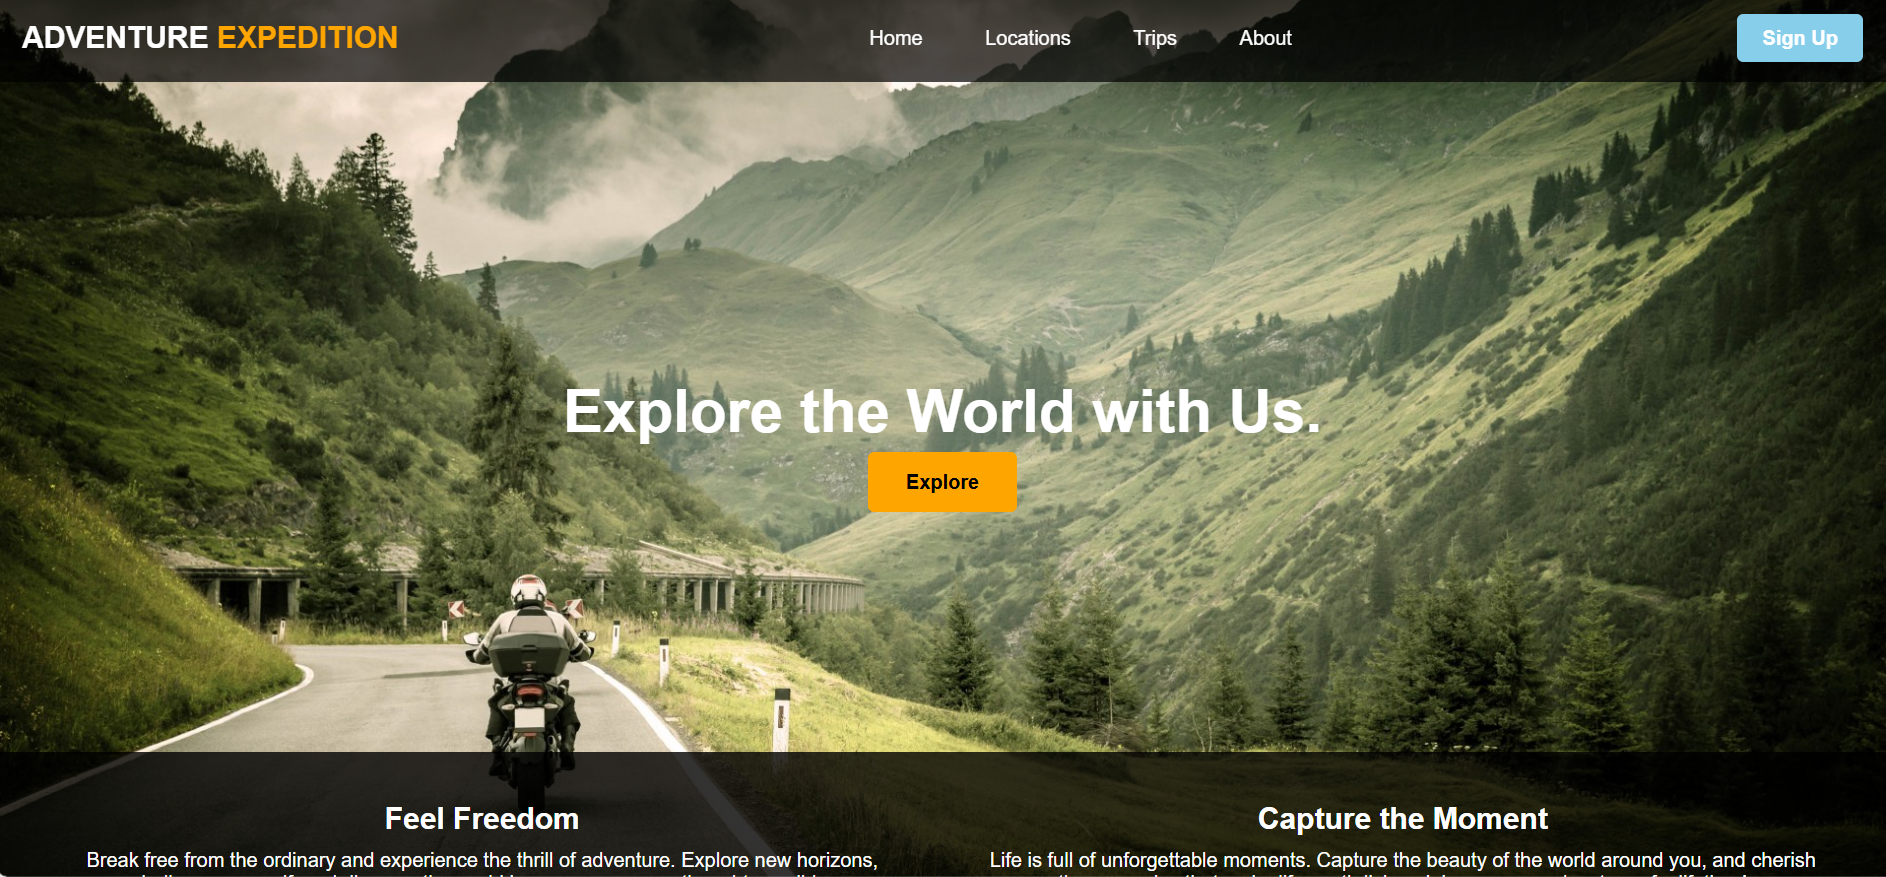 ADVENTURE EXPEDITION
Home
Locations
Trips
About
Sign Up
Explore the World with Us.
Explore
Feel Freedom
Break free from the ordinary and experience the thrill of adventure. Explore new horizons,
Capture the Moment
Life is full of unforgettable moments. Capture the beauty of the world around you, and cherish